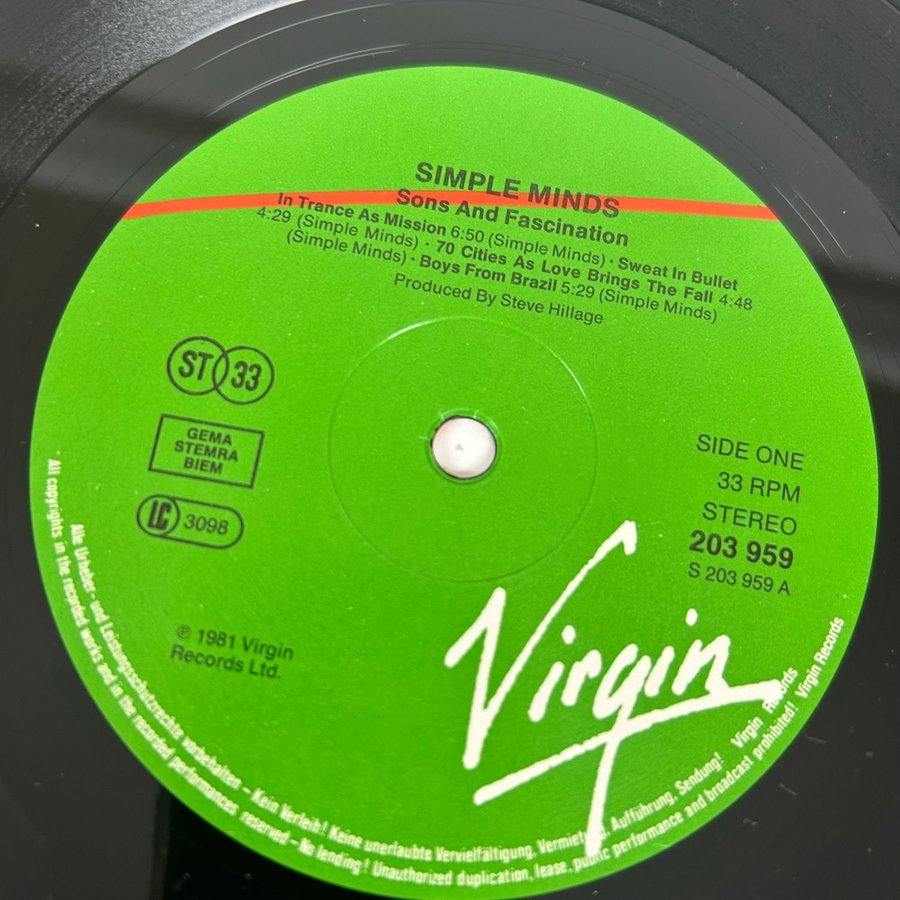 SIMPLE MINDS
Sons And Fascination
In Trance As Mission 6:50 (Simple Minds) · Sweat In Bullet
4:29 (Simple Minds) · 70 Cities As Love Brings The Fall 4:48
(Simple Minds) · Boys From Brazil 5:29 (Simple Minds)
Produced By Steve Hillage
ST 33
GEMA
STEMRA
BIEM
LC 3098
SIDE ONE
33 RPM
STEREO
203 959
S 203 959 A
℗ 1981 Virgin
Records Ltd.
Virgin
Alle Urheber- und Leistungsschutzrechte vorbehalten – Kein Verleih! Keine unerlaubte Vervielfältigung, Vermietung, Aufführung, Sendung! Virgin Records
· All copyrights in the recorded works and in the recorded performances reserved – No lending! Unauthorized duplication, lease, public performance and broadcast prohibited! Virgin Records